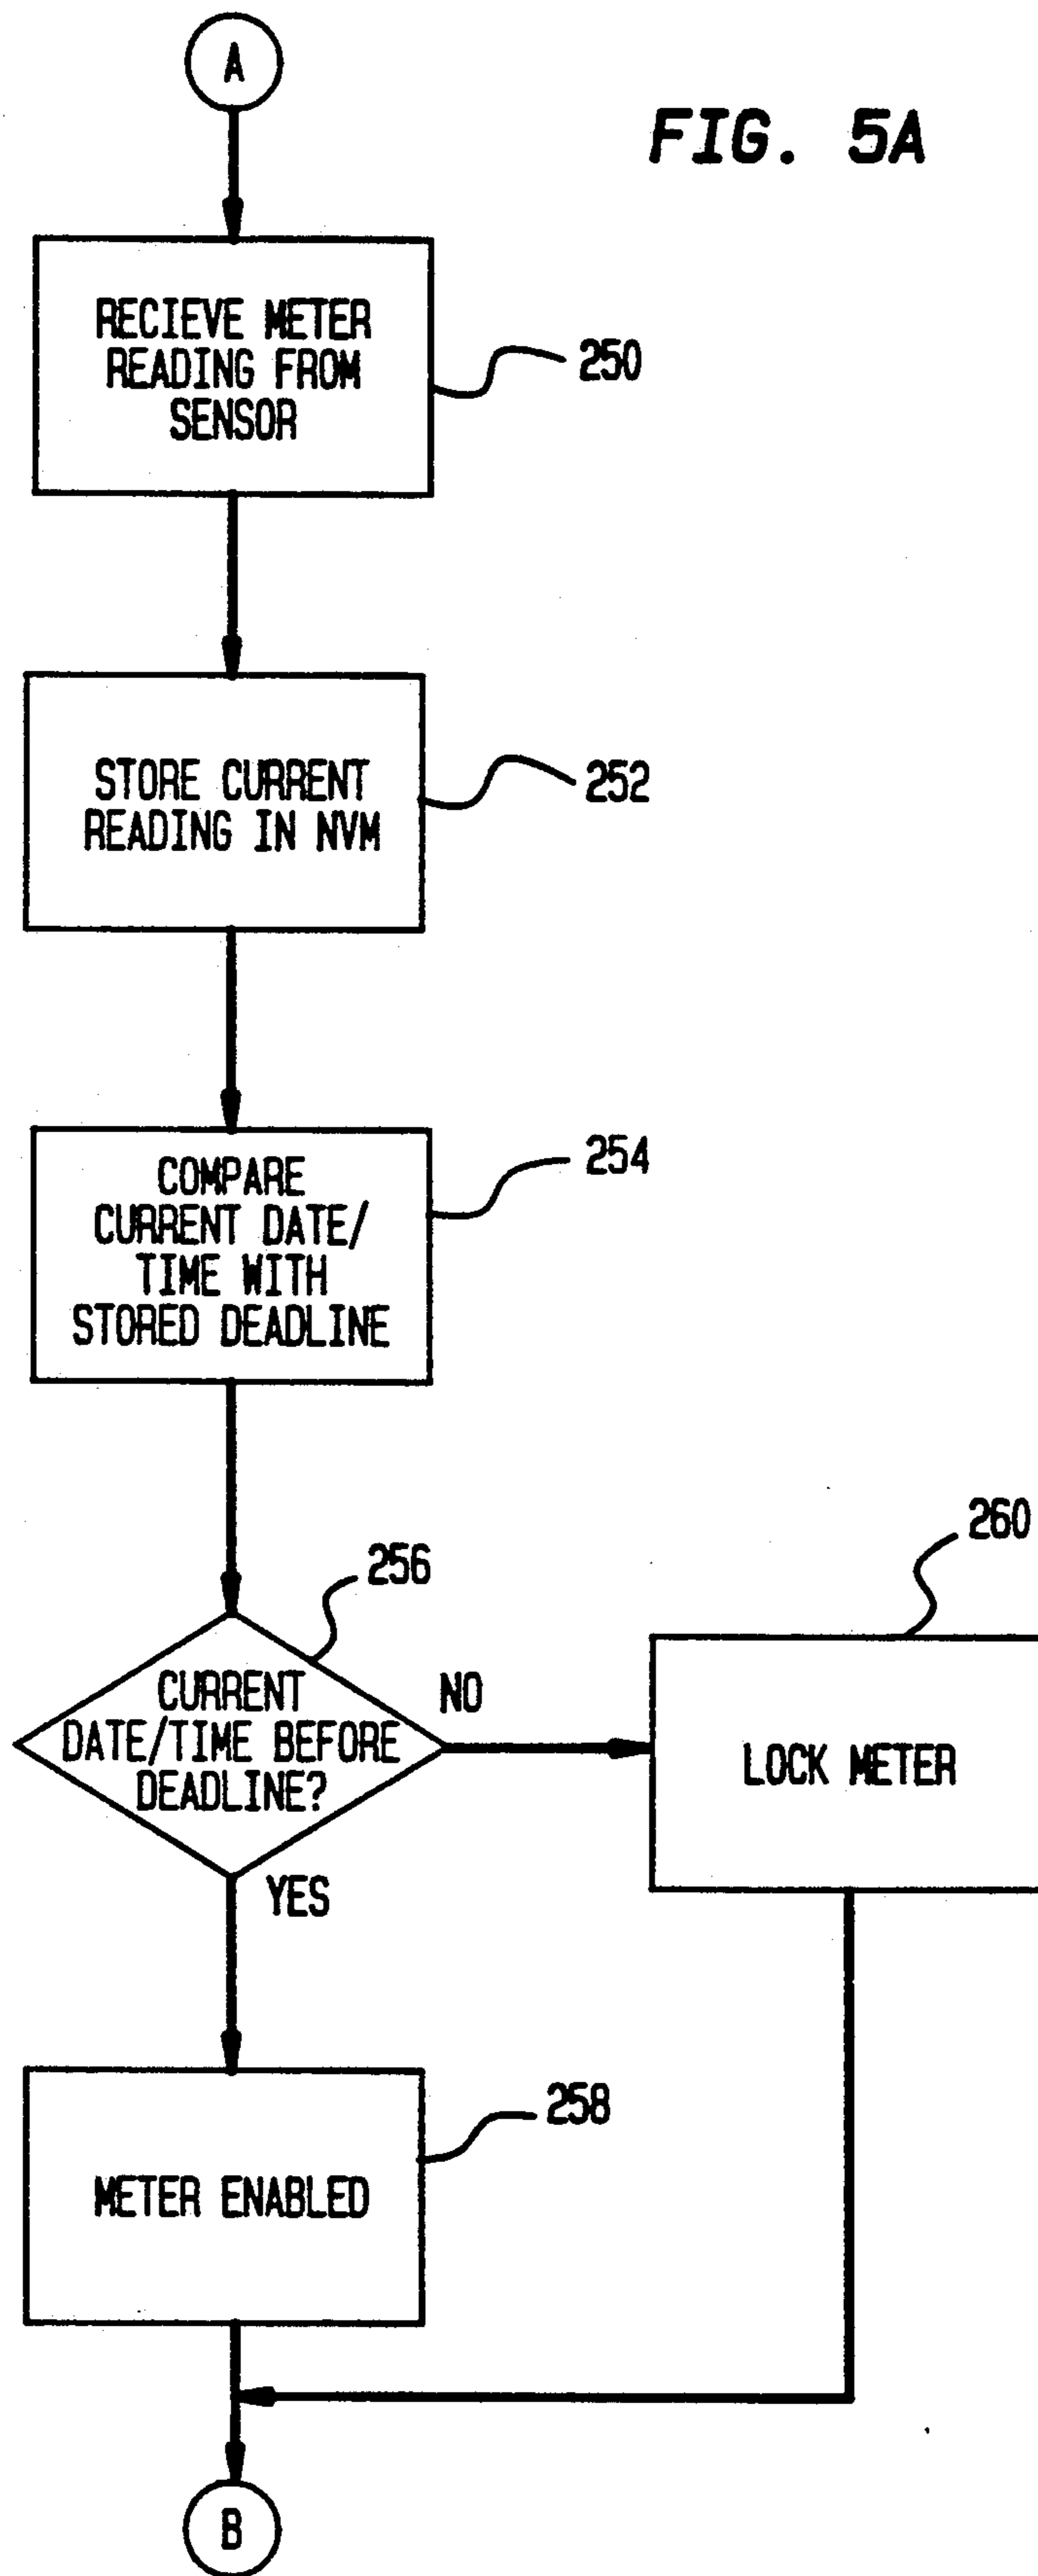 A
FIG. 5A
RECIEVE METER
READING FROM
SENSOR
250
STORE CURRENT
READING IN NVM
252
COMPARE
CURRENT DATE/
TIME WITH
STORED DEADLINE
254
256
CURRENT
DATE/TIME BEFORE
DEADLINE?
NO
260
LOCK METER
YES
METER ENABLED
258
B